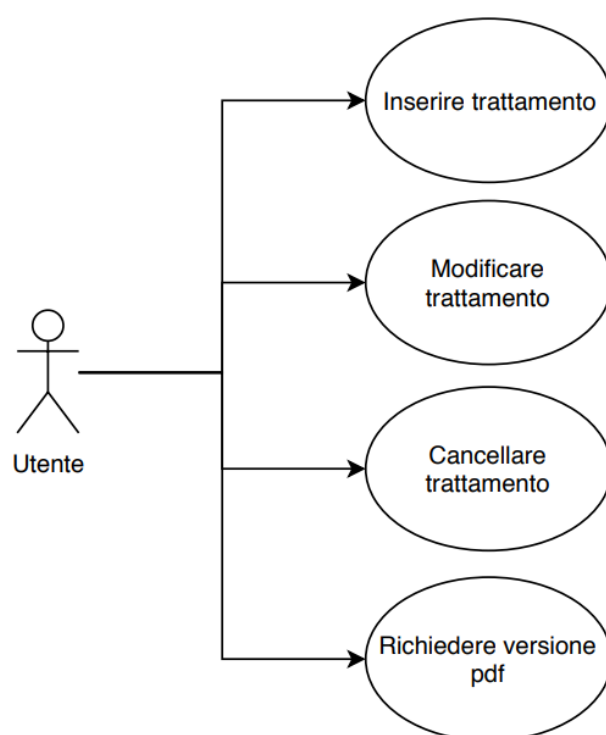 Inserire trattamento
Modificare
trattamento
Utente
Cancellare
trattamento
Richiedere versione
pdf